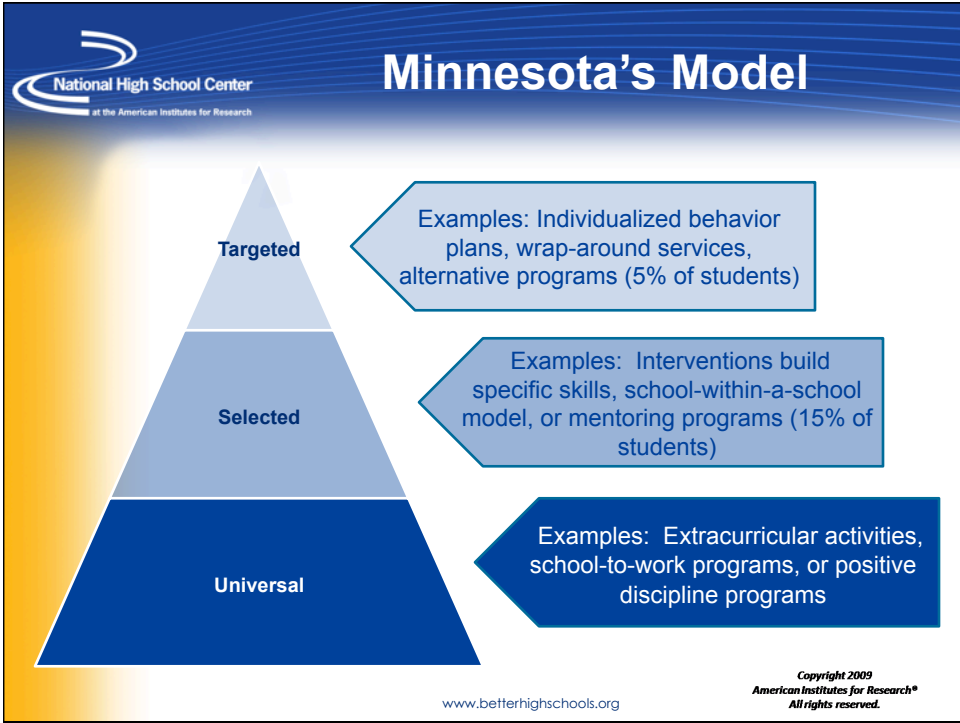 National High School Center
at the American Institutes for Research
Minnesota's Model
Targeted
Examples: Individualized behavior
plans, wrap-around services,
alternative programs (5% of students)
Selected
Examples:  Interventions build
specific skills, school-within-a-school
model, or mentoring programs (15% of
students)
Universal
Examples:  Extracurricular activities,
school-to-work programs, or positive
discipline programs
www.betterhighschools.org
Copyright 2009
American Institutes for Research®
All rights reserved.